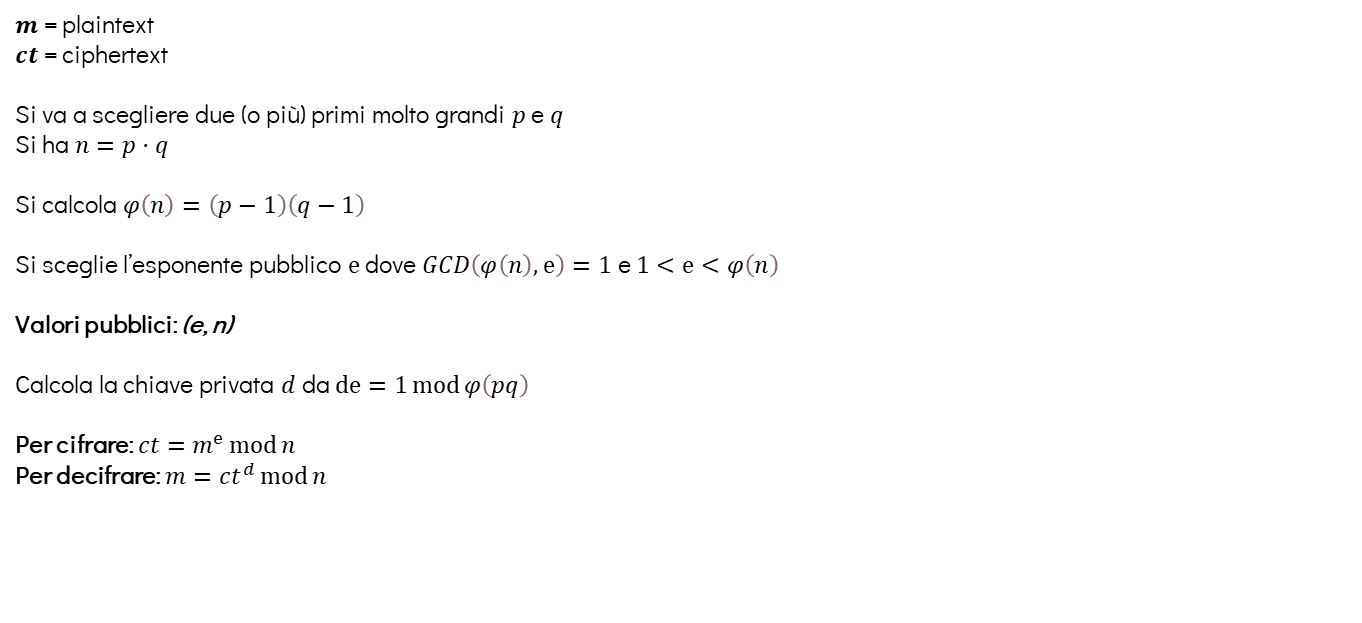 m = plaintext
ct = ciphertext
Si va a scegliere due (o più) primi molto grandi p e q
Si ha n = p · q
Si calcola φ(n) = (p − 1)(q − 1)
Si sceglie l’esponente pubblico e dove GCD(φ(n), e) = 1 e 1 < e < φ(n)
Valori pubblici: (e, n)
Calcola la chiave privata d da de = 1 mod φ(pq)
Per cifrare: ct = mᵉ mod n
Per decifrare: m = ctᵈ mod n